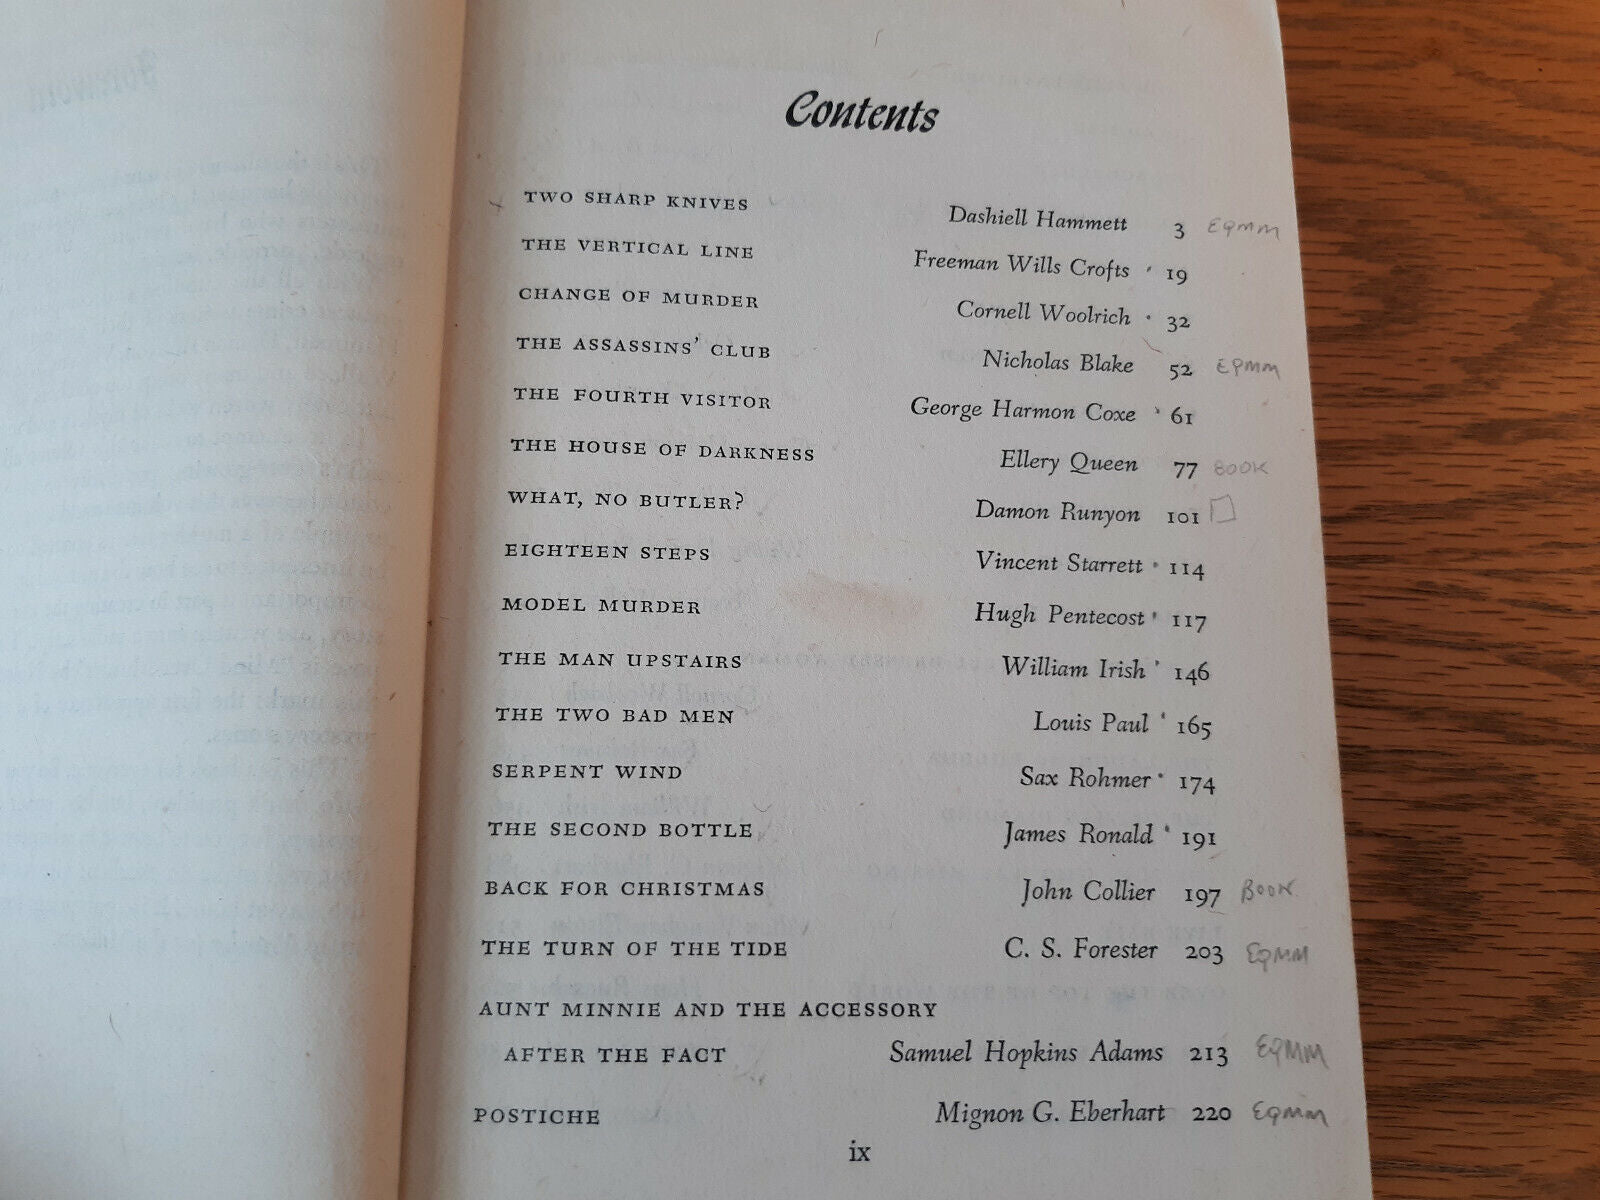 Foreword
Contents
TWO SHARP KNIVES Dashiell Hammett 3 EQMM
THE VERTICAL LINE Freeman Wills Crofts 19
CHANGE OF MURDER Cornell Woolrich 32
THE ASSASSINS' CLUB Nicholas Blake 52 EQMM
THE FOURTH VISITOR George Harmon Coxe 61
THE HOUSE OF DARKNESS Ellery Queen 77 BOOK
WHAT, NO BUTLER? Damon Runyon 101
EIGHTEEN STEPS Vincent Starrett 114
MODEL MURDER Hugh Pentecost 117
THE MAN UPSTAIRS William Irish 146
THE TWO BAD MEN Louis Paul 165
SERPENT WIND Sax Rohmer 174
THE SECOND BOTTLE James Ronald 191
BACK FOR CHRISTMAS John Collier 197 BOOK
THE TURN OF THE TIDE C. S. Forester 203 EQMM
AUNT MINNIE AND THE ACCESSORY
AFTER THE FACT Samuel Hopkins Adams 213 EQMM
POSTICHE Mignon G. Eberhart 220 EQMM
ix